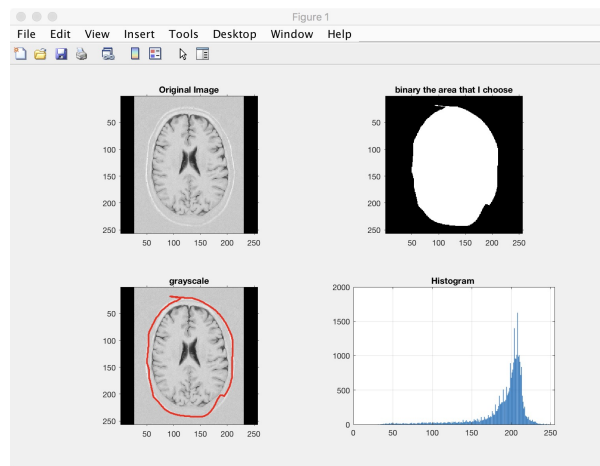 Figure 1
File Edit View Insert Tools Desktop Window Help
Original Image
50
100
150
200
250
50 100 150 200 250
binary the area that I choose
50
100
150
200
250
50 100 150 200 250
grayscale
50
100
150
200
250
50 100 150 200 250
Histogram
2000
1500
1000
500
0
0 50 100 150 200 250